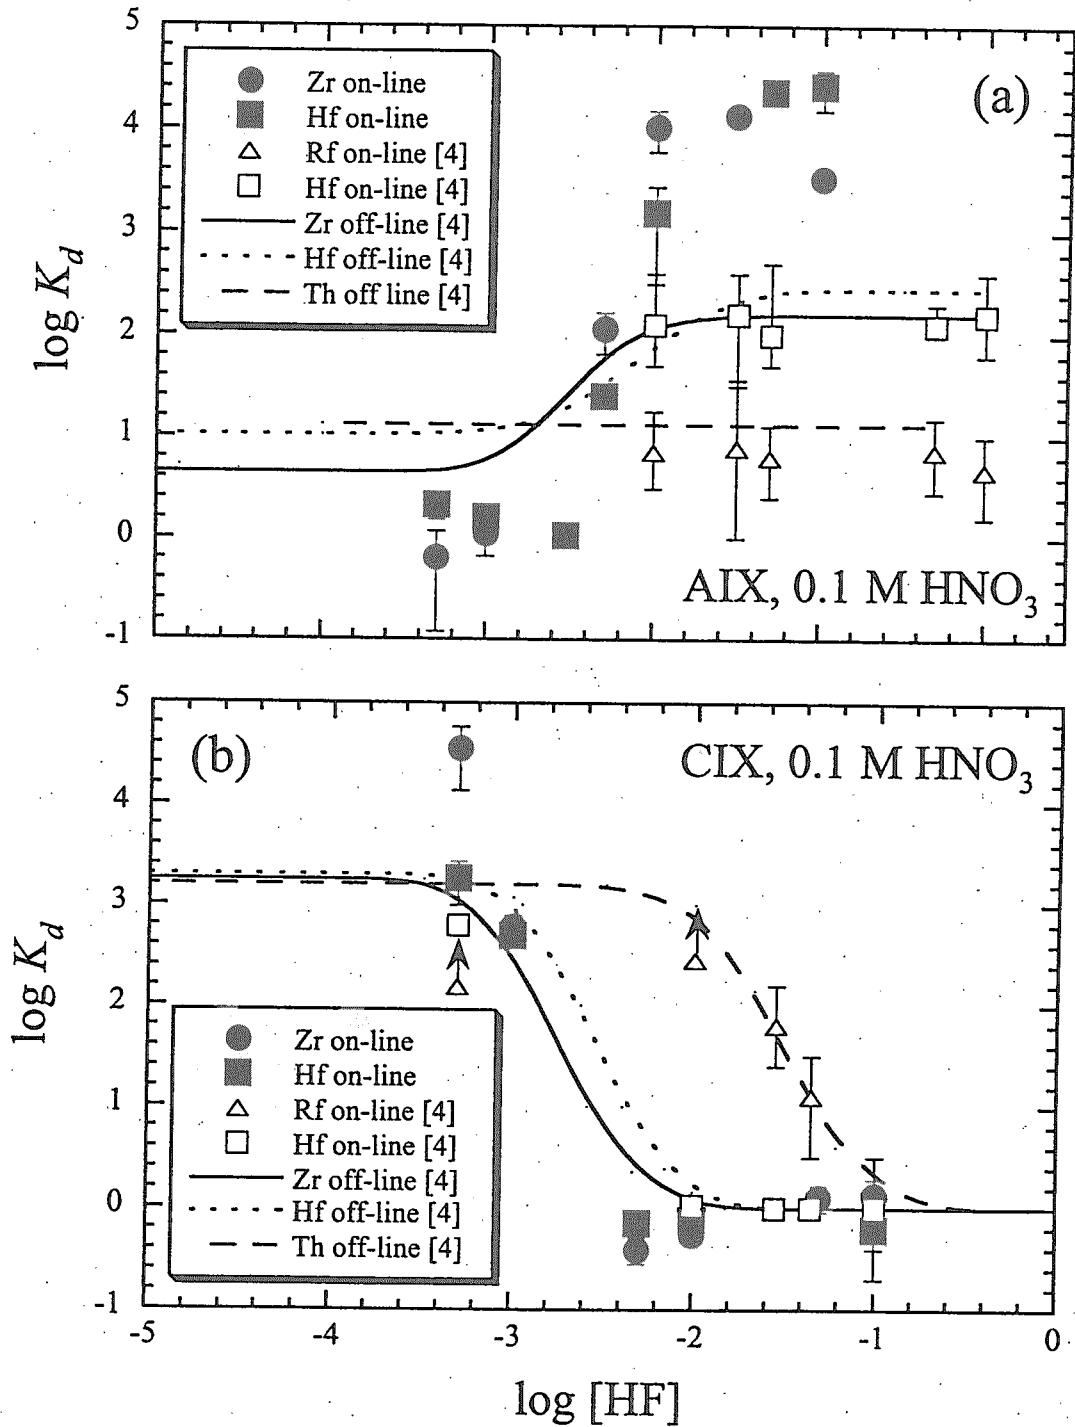 5
4
3
2
1
0
-1
log K_d
Zr on-line
Hf on-line
Rf on-line [4]
Hf on-line [4]
Zr off-line [4]
Hf off-line [4]
Th off line [4]
(a)
AIX, 0.1 M HNO₃
5
4
3
2
1
0
-1
log K_d
(b)
CIX, 0.1 M HNO₃
Zr on-line
Hf on-line
Rf on-line [4]
Hf on-line [4]
Zr off-line [4]
Hf off-line [4]
Th off-line [4]
-5 -4 -3 -2 -1 0
log [HF]